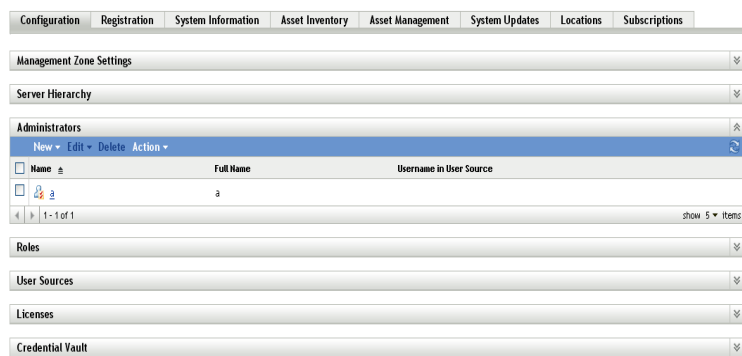 Configuration Registration System Information Asset Inventory Asset Management System Updates Locations Subscriptions
Management Zone Settings
Server Hierarchy
Administrators
New Edit Delete Action
Name Full Name Username in User Source
a a
1 - 1 of 1 show 5 items
Roles
User Sources
Licenses
Credential Vault